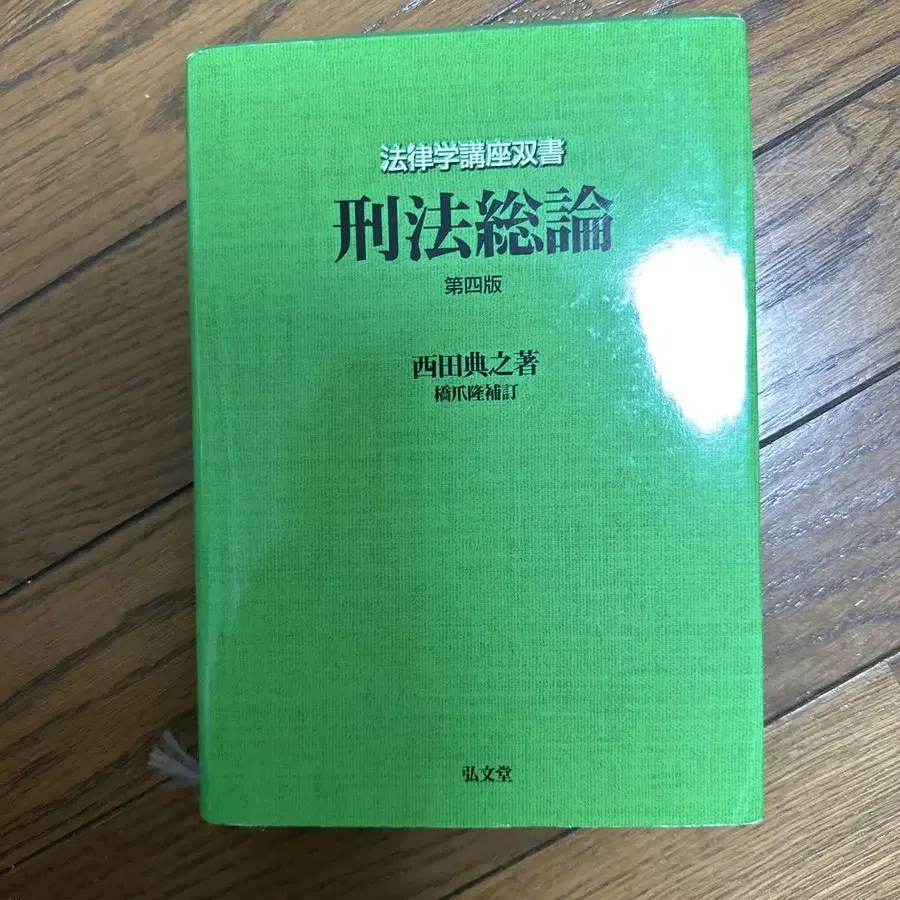 法律学講座双書
刑法総論
第四版
西田典之著
橋爪隆補訂
弘文堂